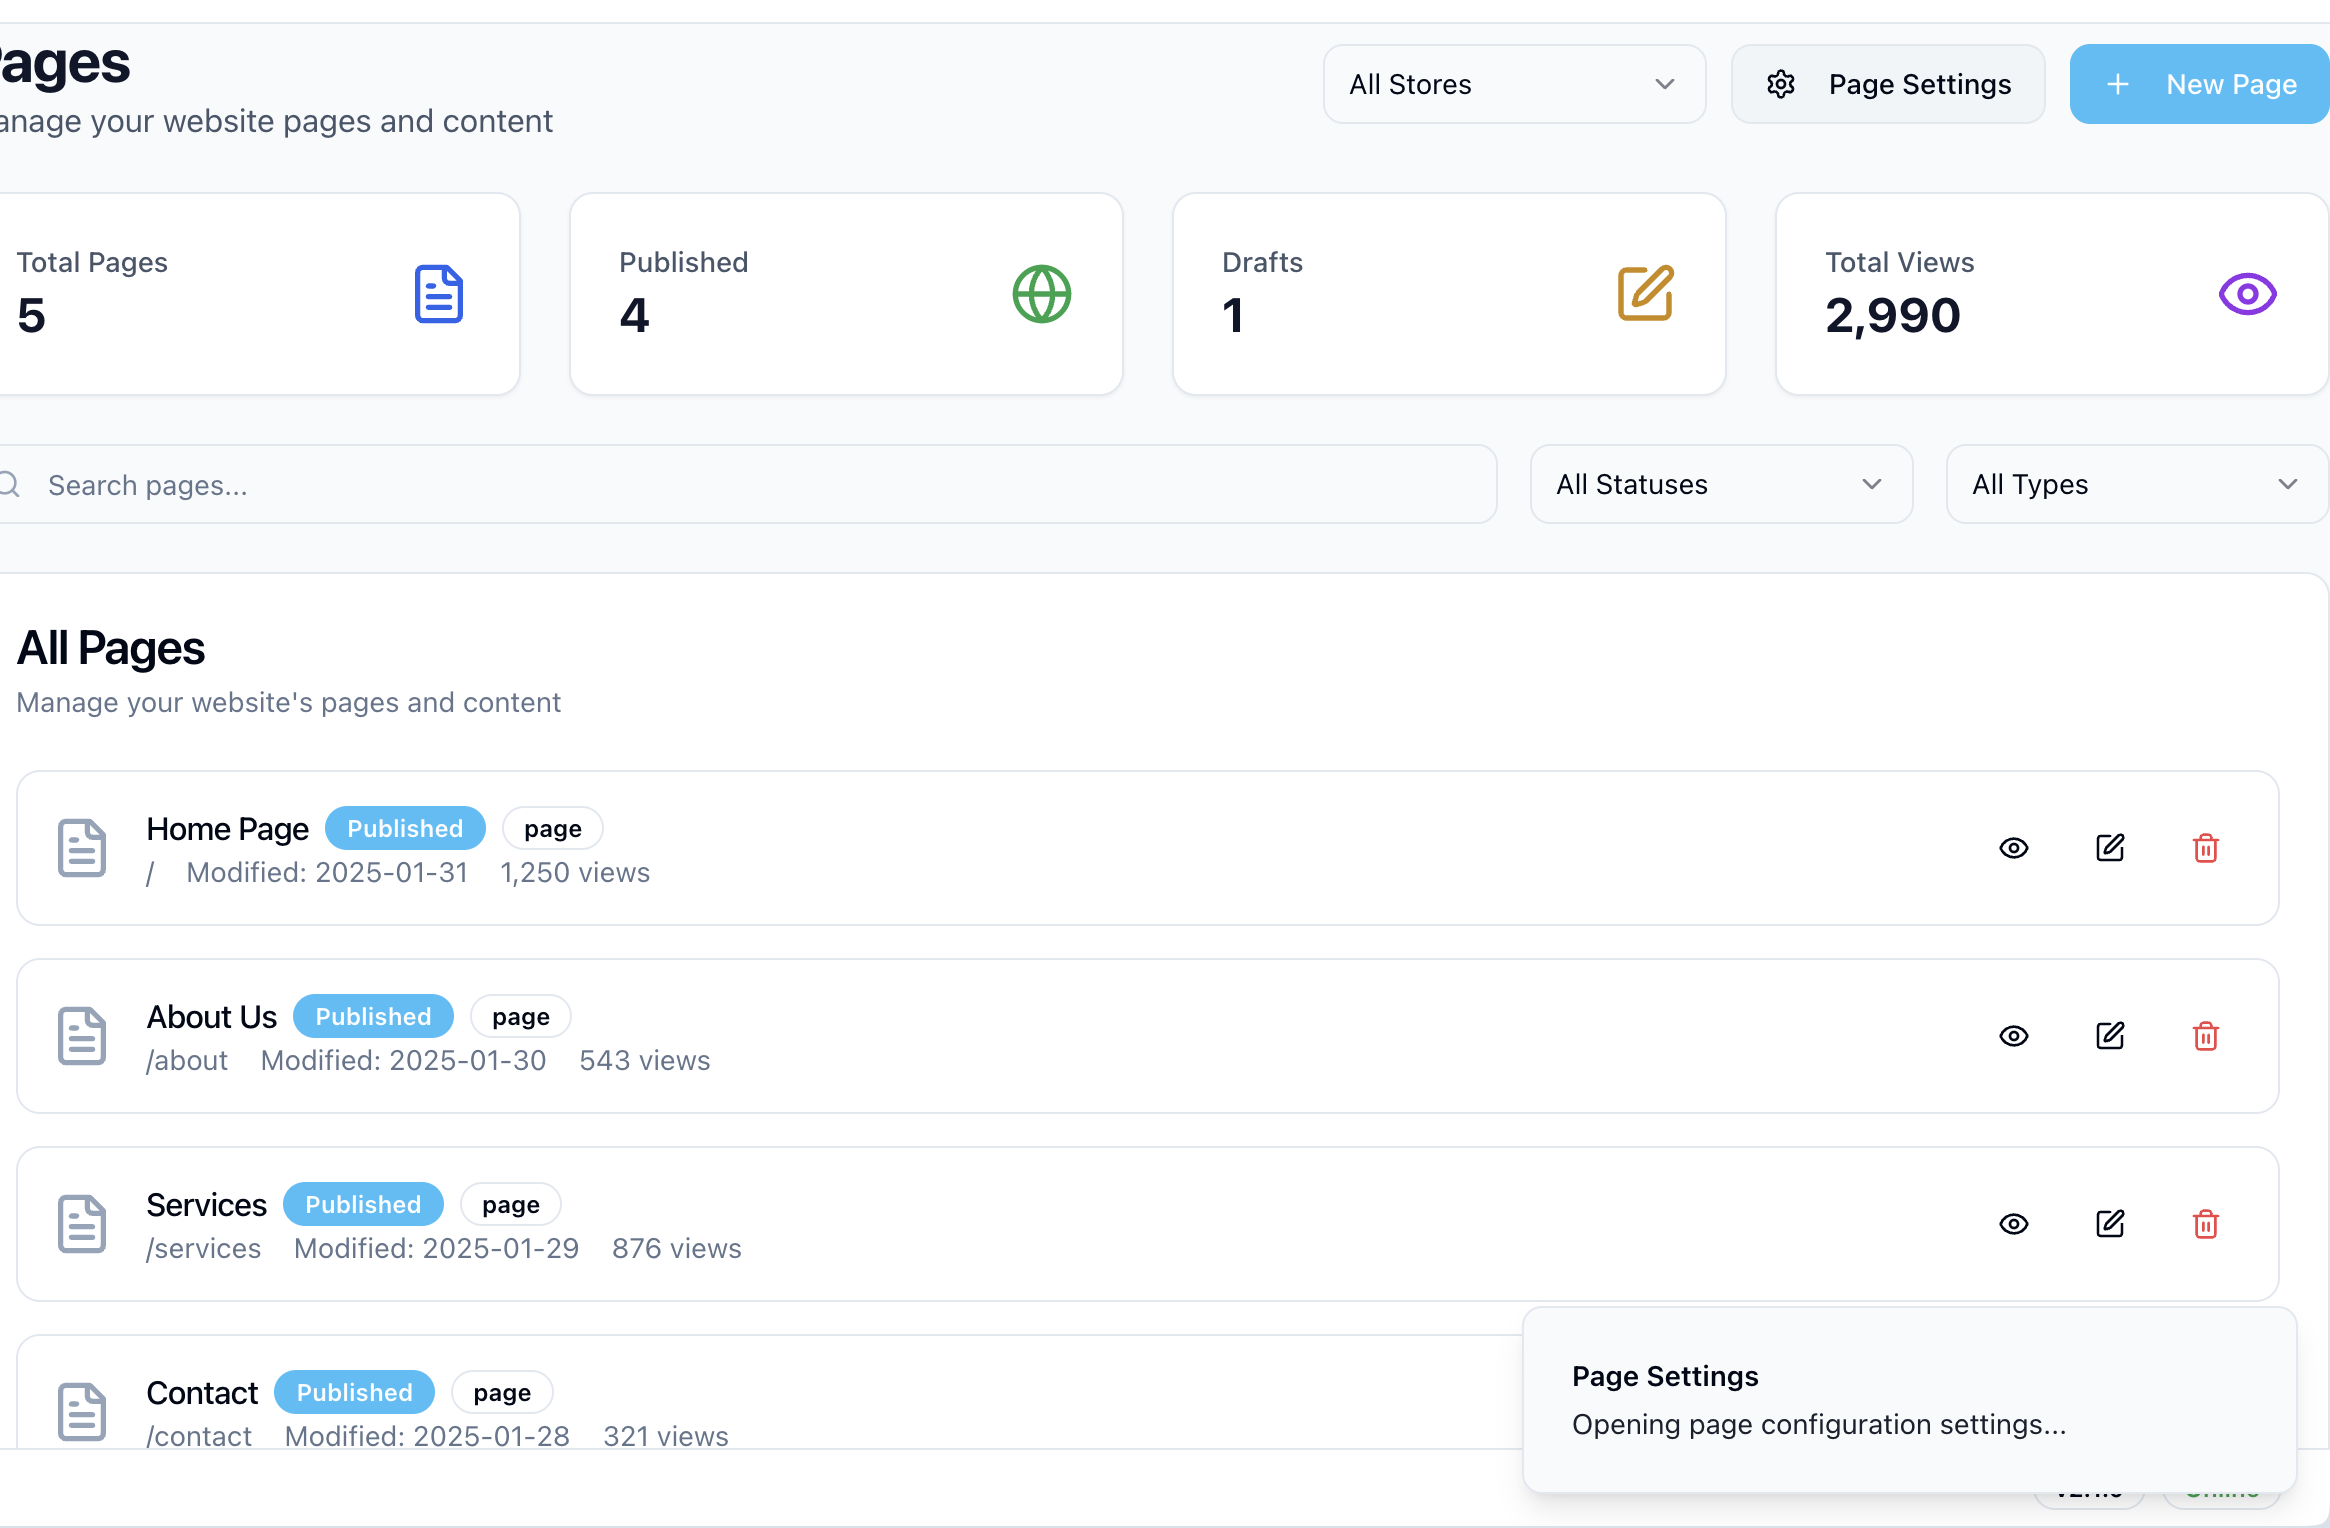 Pages
anage your website pages and content
All Stores
Page Settings
New Page
Total Pages
5
Published
4
Drafts
1
Total Views
2,990
Search pages...
All Statuses
All Types
All Pages
Manage your website's pages and content
Home Page Published page
/ Modified: 2025-01-31 1,250 views
About Us Published page
/about Modified: 2025-01-30 543 views
Services Published page
/services Modified: 2025-01-29 876 views
Contact Published page
/contact Modified: 2025-01-28 321 views
Page Settings
Opening page configuration settings...
Online